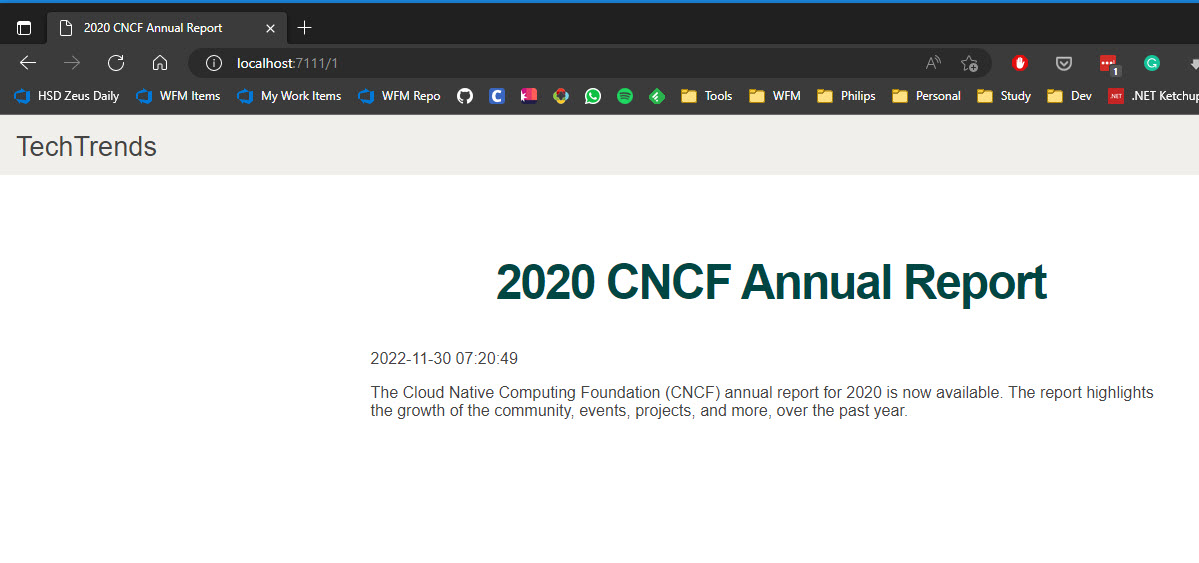 2020 CNCF Annual Report
localhost:7111/1
1
HSD Zeus Daily WFM Items My Work Items WFM Repo C Tools WFM Philips Personal Study Dev .NET .NET Ketchup
TechTrends
2020 CNCF Annual Report
2022-11-30 07:20:49
The Cloud Native Computing Foundation (CNCF) annual report for 2020 is now available. The report highlights
the growth of the community, events, projects, and more, over the past year.